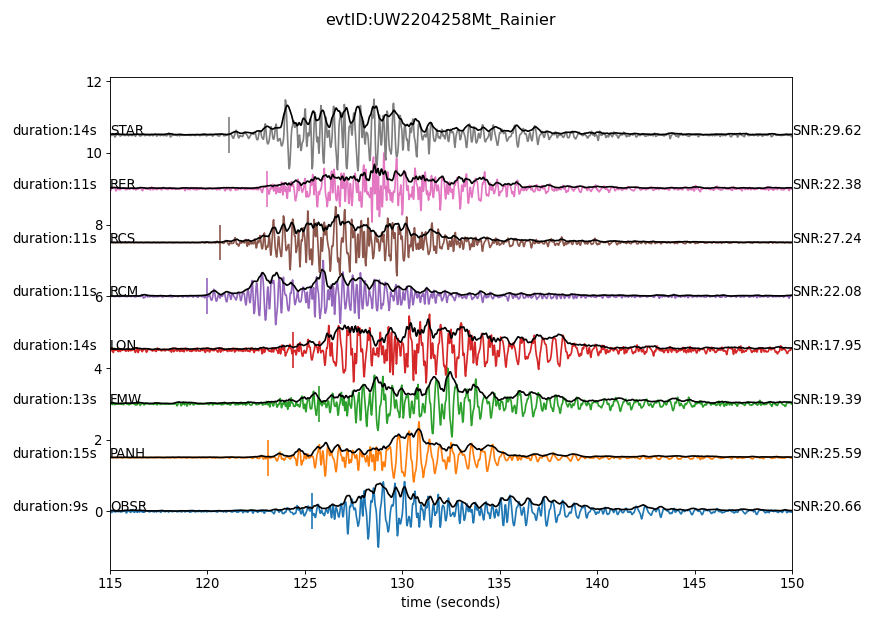 evtID:UW2204258Mt_Rainier
12
duration:14s STAR SNR:29.62
10
duration:11s RER SNR:22.38
8
duration:11s RCS SNR:27.24
duration:11s RCM SNR:22.08
6
duration:14s LON SNR:17.95
4
duration:13s FMW SNR:19.39
2
duration:15s PANH SNR:25.59
duration:9s OBSR SNR:20.66
0
115 120 125 130 135 140 145 150
time (seconds)